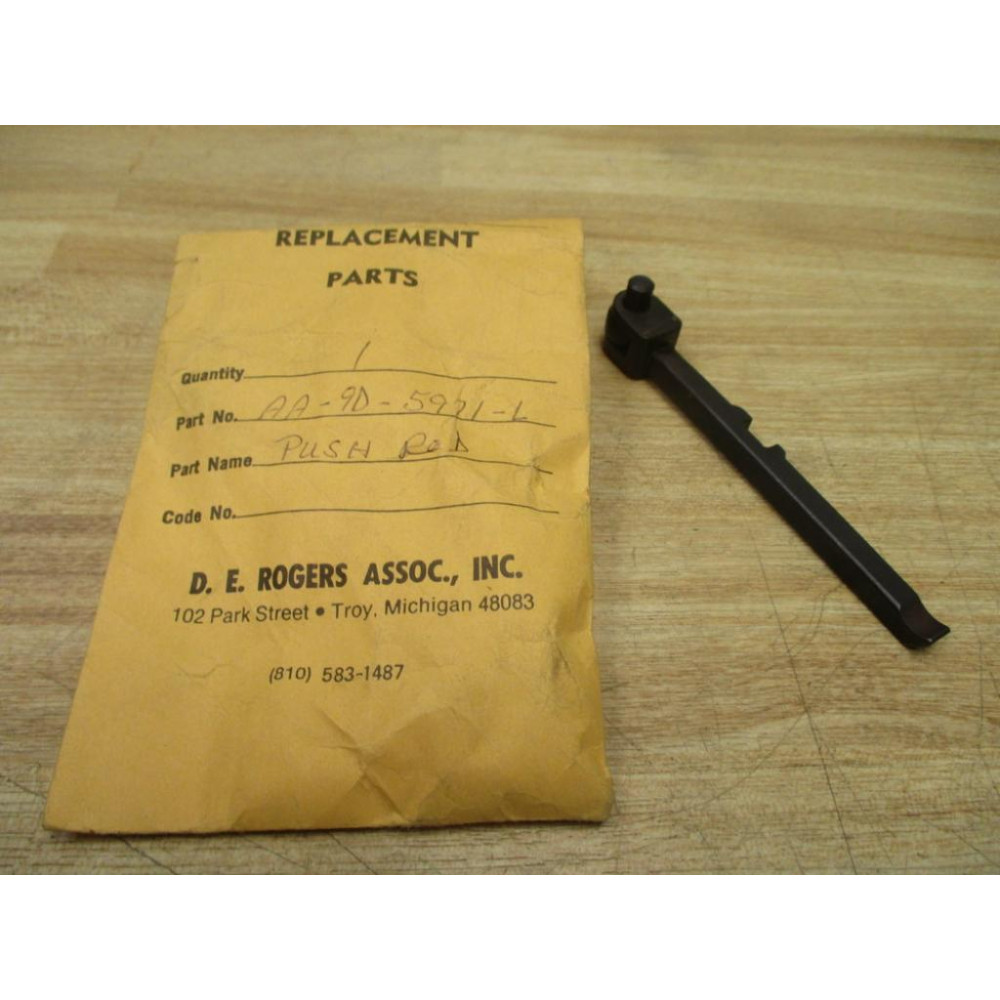 REPLACEMENT
PARTS
Quantity 1
Part No. AA-9D-5971-L
Part Name PUSH ROD
Code No.
D. E. ROGERS ASSOC., INC.
102 Park Street • Troy, Michigan 48083
(810) 583-1487